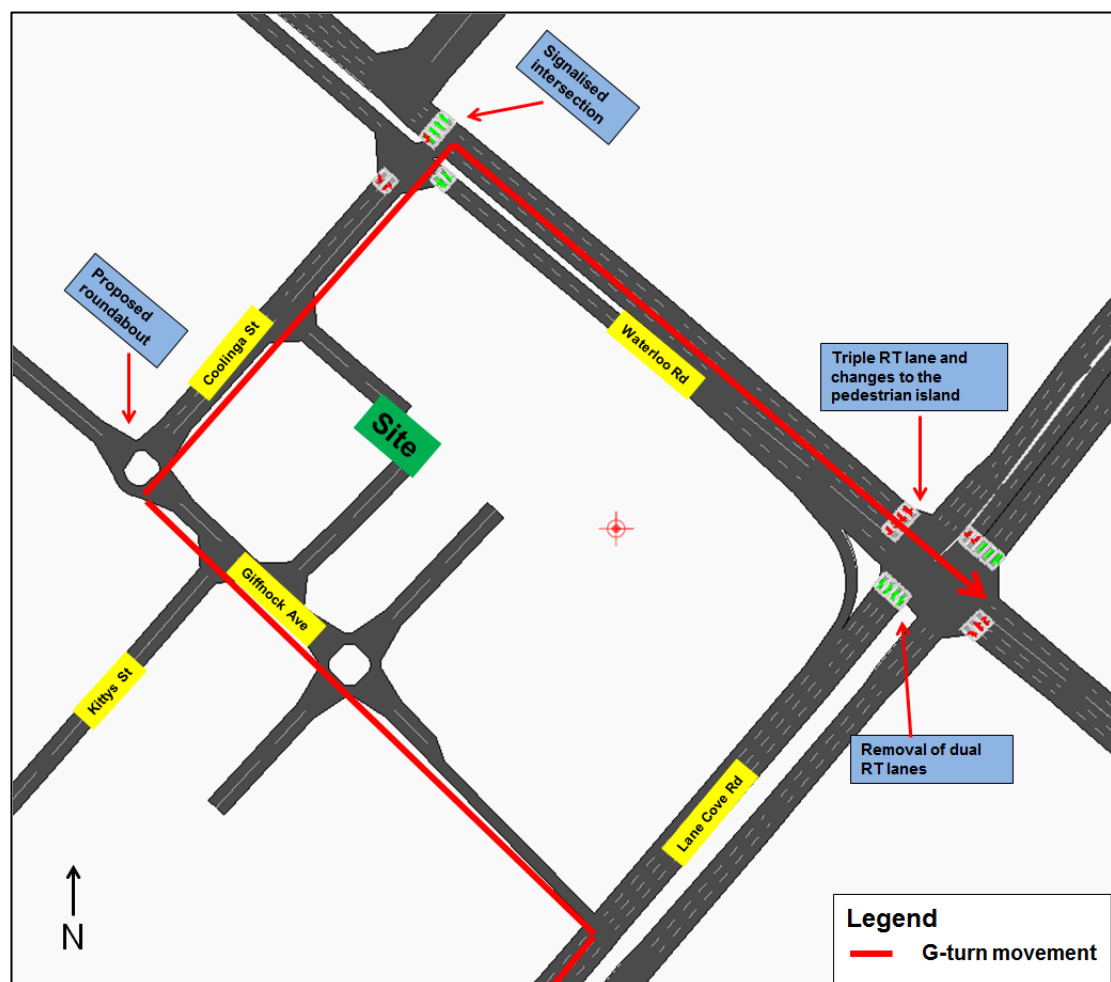 Signalised
intersection
Proposed
roundabout
Coolinga St
Waterloo Rd
Triple RT lane and
changes to the
pedestrian island
Site
Giffnock Ave
Kittys St
Removal of dual
RT lanes
Lane Cove Rd
N
Legend
G-turn movement